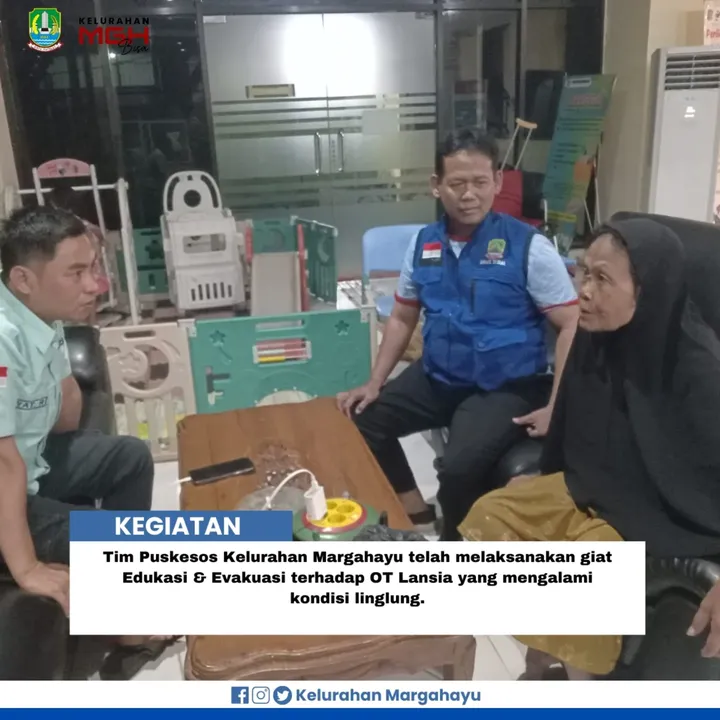 KELURAHAN
MGH
Bisa
KEGIATAN
Tim Puskesos Kelurahan Margahayu telah melaksanakan giat
Edukasi & Evakuasi terhadap OT Lansia yang mengalami
kondisi linglung.
Kelurahan Margahayu